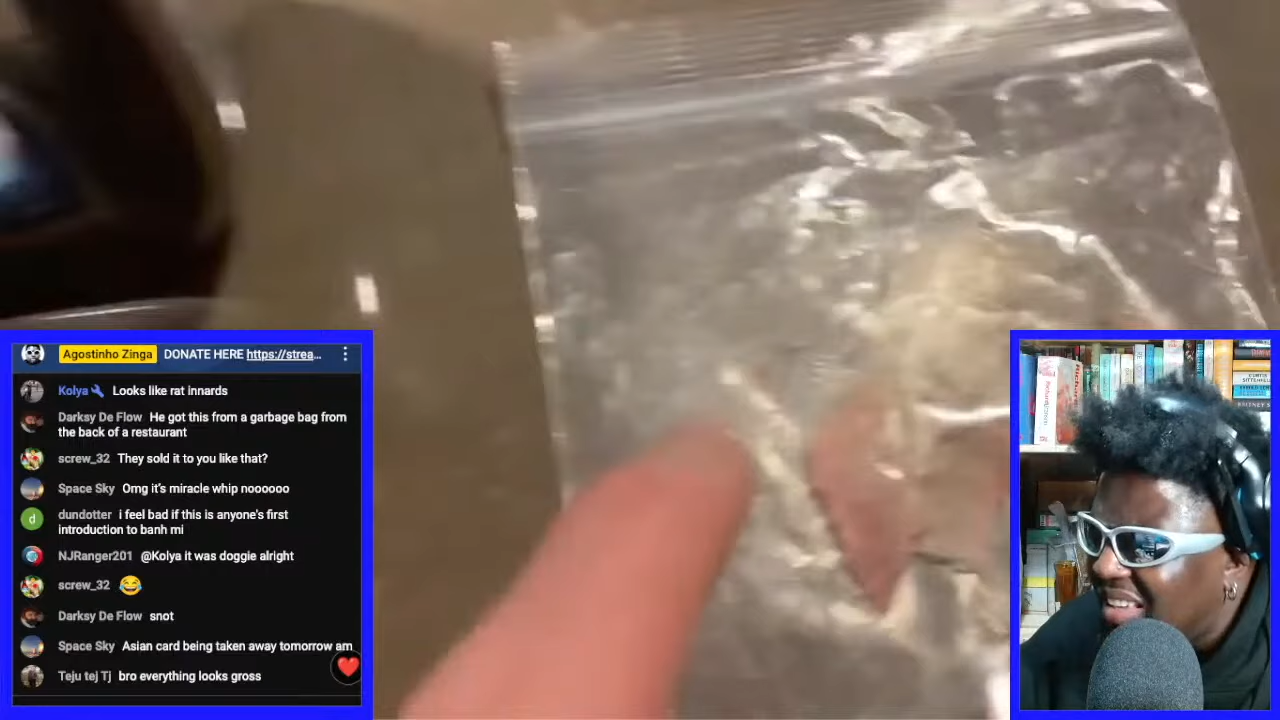 Agostinho Zinga DONATE HERE https://strea...
Kolya Looks like rat innards
Darksy De Flow He got this from a garbage bag from
the back of a restaurant
screw_32 They sold it to you like that?
Space Sky Omg it's miracle whip noooooo
dundotter i feel bad if this is anyone's first
introduction to banh mi
NJRanger201 @Kolya it was doggie alright
screw_32 😂
Darksy De Flow snot
Space Sky Asian card being taken away tomorrow am
Teju tej Tj bro everything looks gross